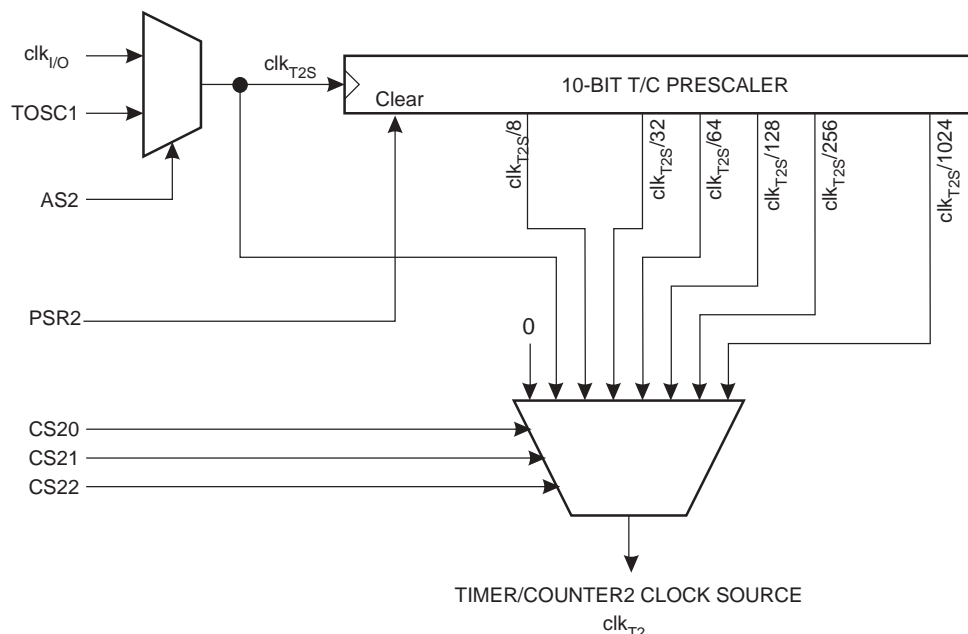 clkI/O
clkT2S
10-BIT T/C PRESCALER
TOSC1
Clear
clkT2S/8
clkT2S/32
clkT2S/64
clkT2S/128
clkT2S/256
clkT2S/1024
AS2
PSR2
0
CS20
CS21
CS22
TIMER/COUNTER2 CLOCK SOURCE
clkT2